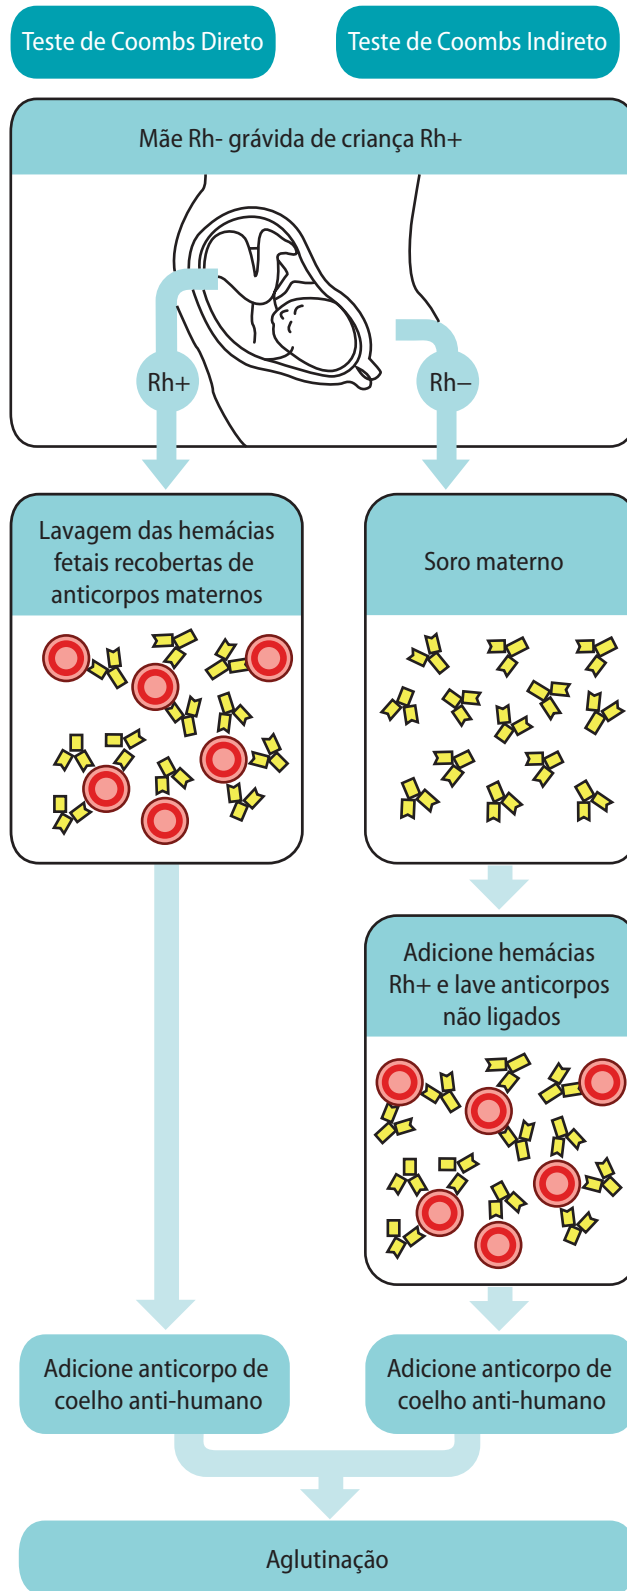 Teste de Coombs Direto
Teste de Coombs Indireto
Mãe Rh- grávida de criança Rh+
Rh+
Rh−
Lavagem das hemácias
fetais recobertas de
anticorpos maternos
Soro materno
Adicione hemácias
Rh+ e lave anticorpos
não ligados
Adicione anticorpo de
coelho anti-humano
Adicione anticorpo de
coelho anti-humano
Aglutinação